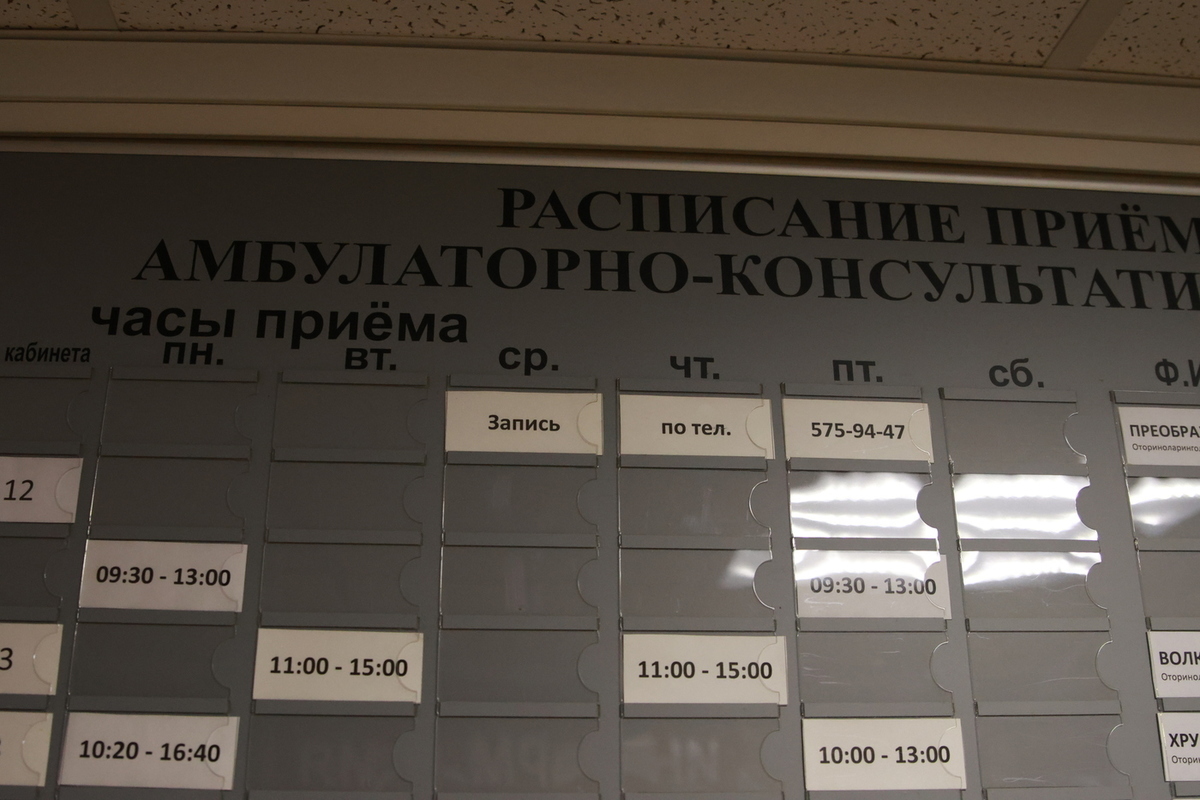 РАСПИСАНИЕ ПРИЁМ
АМБУЛАТОРНО-КОНСУЛЬТАТИ
часы приёма
кабинета пн. вт. ср. чт. пт. сб. Ф.И
Запись по тел. 575-94-47 ПРЕОБРА
Оториноларинго
12
09:30 - 13:00 09:30 - 13:00
3 11:00 - 15:00 11:00 - 15:00 ВОЛК
Оторино
10:20 - 16:40 10:00 - 13:00 ХРУ
Оторин